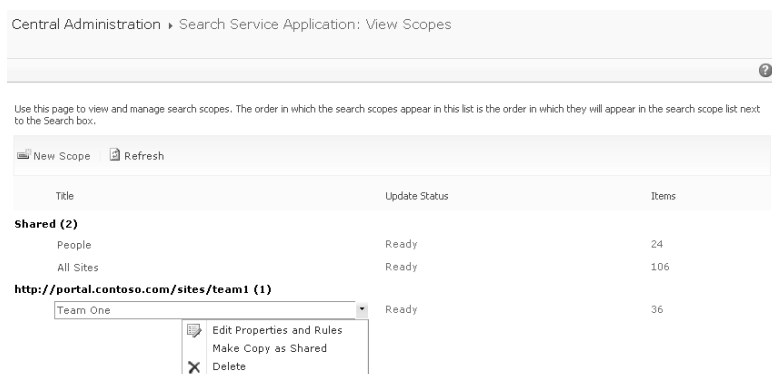 Central Administration ▸ Search Service Application: View Scopes
Use this page to view and manage search scopes. The order in which the search scopes appear in this list is the order in which they will appear in the search scope list next
to the Search box.
New Scope Refresh
Title Update Status Items
Shared (2)
People Ready 24
All Sites Ready 106
http://portal.contoso.com/sites/team1 (1)
Team One Ready 36
Edit Properties and Rules
Make Copy as Shared
Delete